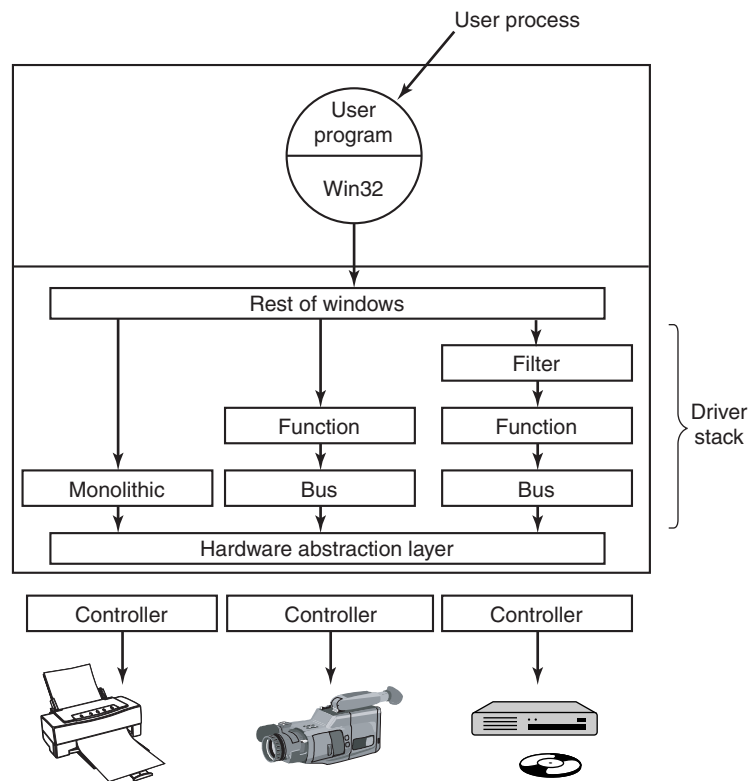 User process
User
program
Win32
Rest of windows
Filter
Function
Function
Driver
stack
Monolithic
Bus
Bus
Hardware abstraction layer
Controller
Controller
Controller